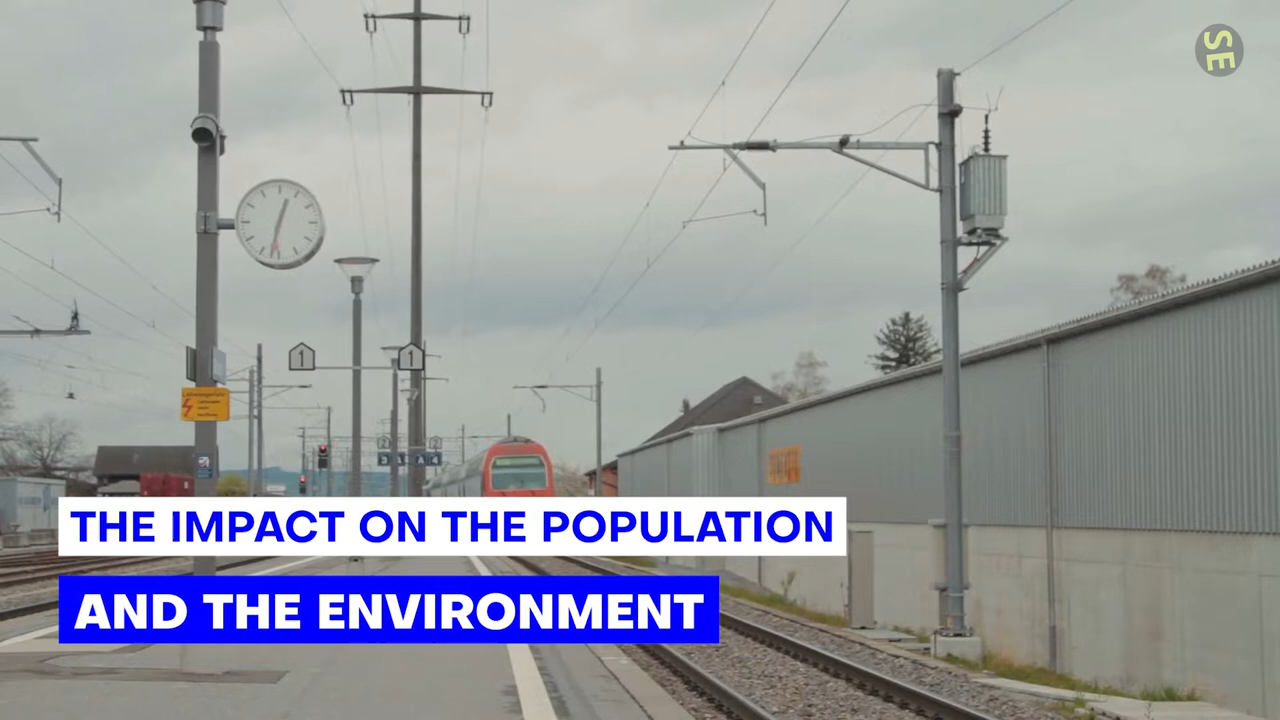 SE
1
1
THE IMPACT ON THE POPULATION
AND THE ENVIRONMENT